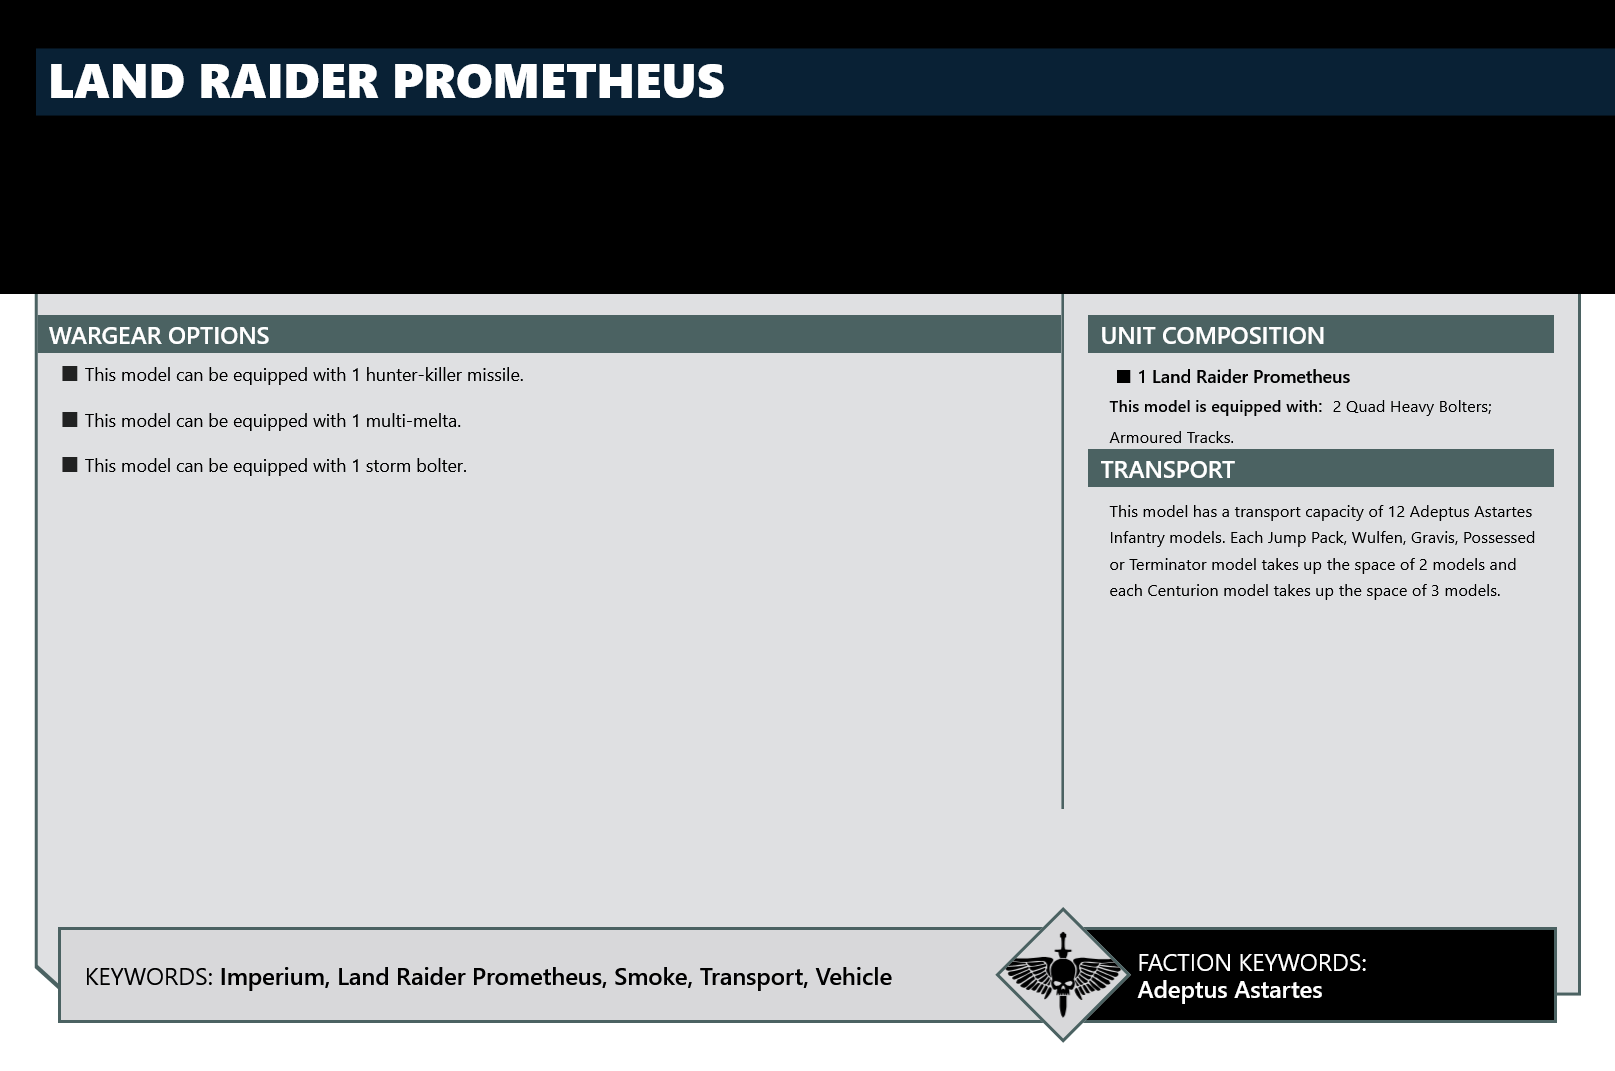 LAND RAIDER PROMETHEUS
WARGEAR OPTIONS
■ This model can be equipped with 1 hunter-killer missile.
■ This model can be equipped with 1 multi-melta.
■ This model can be equipped with 1 storm bolter.
UNIT COMPOSITION
■ 1 Land Raider Prometheus
This model is equipped with: 2 Quad Heavy Bolters;
Armoured Tracks.
TRANSPORT
This model has a transport capacity of 12 Adeptus Astartes
Infantry models. Each Jump Pack, Wulfen, Gravis, Possessed
or Terminator model takes up the space of 2 models and
each Centurion model takes up the space of 3 models.
KEYWORDS: Imperium, Land Raider Prometheus, Smoke, Transport, Vehicle
FACTION KEYWORDS:
Adeptus Astartes